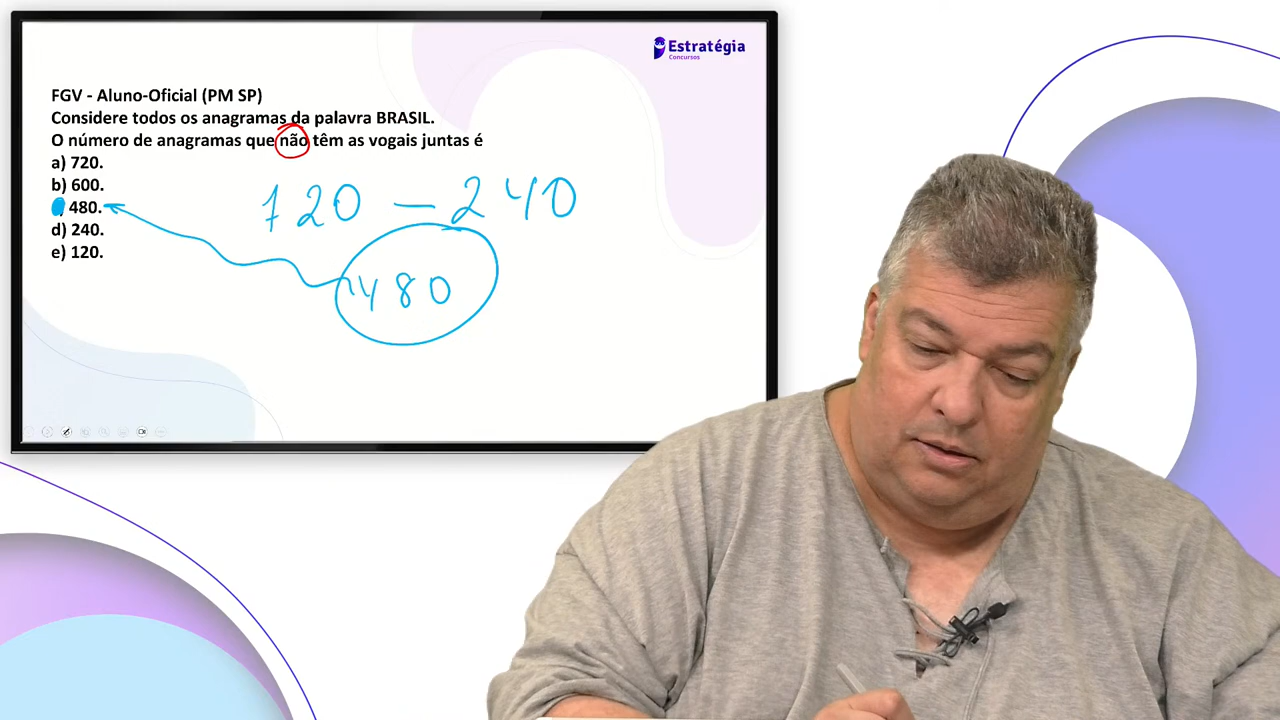 Estratégia
Concursos
FGV - Aluno-Oficial (PM SP)
Considere todos os anagramas da palavra BRASIL.
O número de anagramas que não têm as vogais juntas é
a) 720.
b) 600.
480.
d) 240.
e) 120.
720 - 240
480